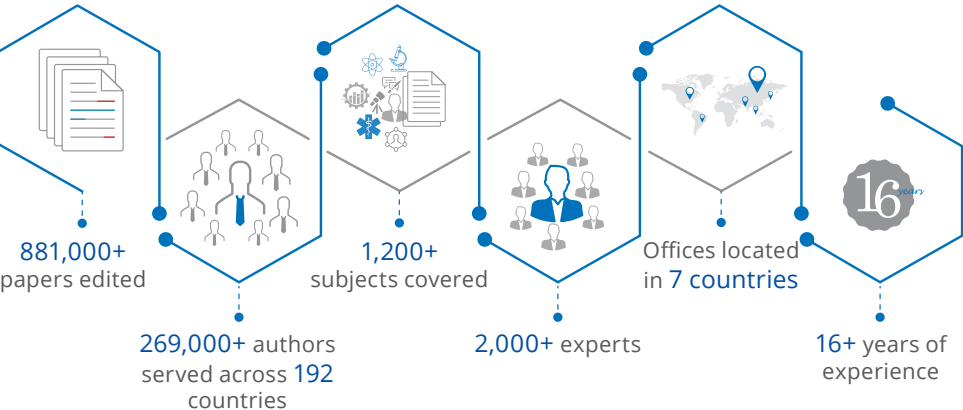 881,000+
papers edited
269,000+ authors
served across 192
countries
1,200+
subjects covered
2,000+ experts
Offices located
in 7 countries
16 years
16+ years of
experience